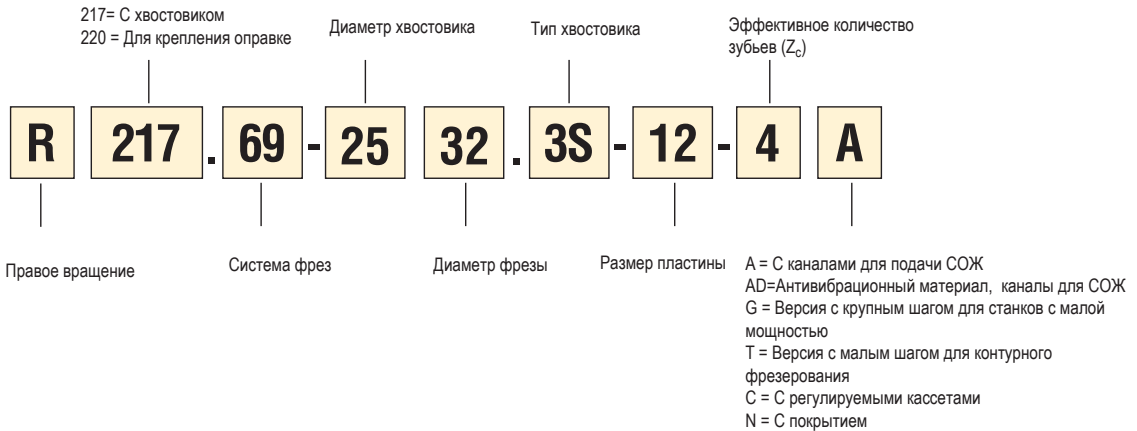 217= С хвостовиком
220 = Для крепления оправке
Диаметр хвостовика
Тип хвостовика
Эффективное количество
зубьев (Zc)
R 217 . 69 - 25 32 . 3S - 12 - 4 A
Правое вращение
Система фрез
Диаметр фрезы
Размер пластины
A = С каналами для подачи СОЖ
AD=Антивибрационный материал, каналы для СОЖ
G = Версия с крупным шагом для станков с малой
мощностью
T = Версия с малым шагом для контурного
фрезерования
C = С регулируемыми кассетами
N = С покрытием